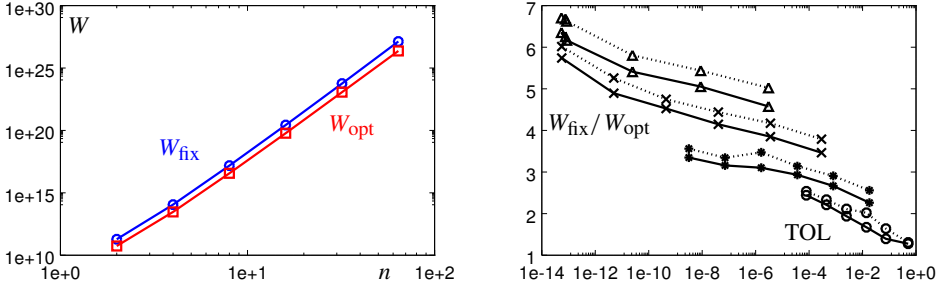 W
1e+30
1e+25
1e+20
1e+15
1e+10
W_fix
W_opt
1e+0 1e+1 n 1e+2
7
6
5
4
3
2
1
W_fix / W_opt
TOL
1e-14 1e-12 1e-10 1e-8 1e-6 1e-4 1e-2 1e+0